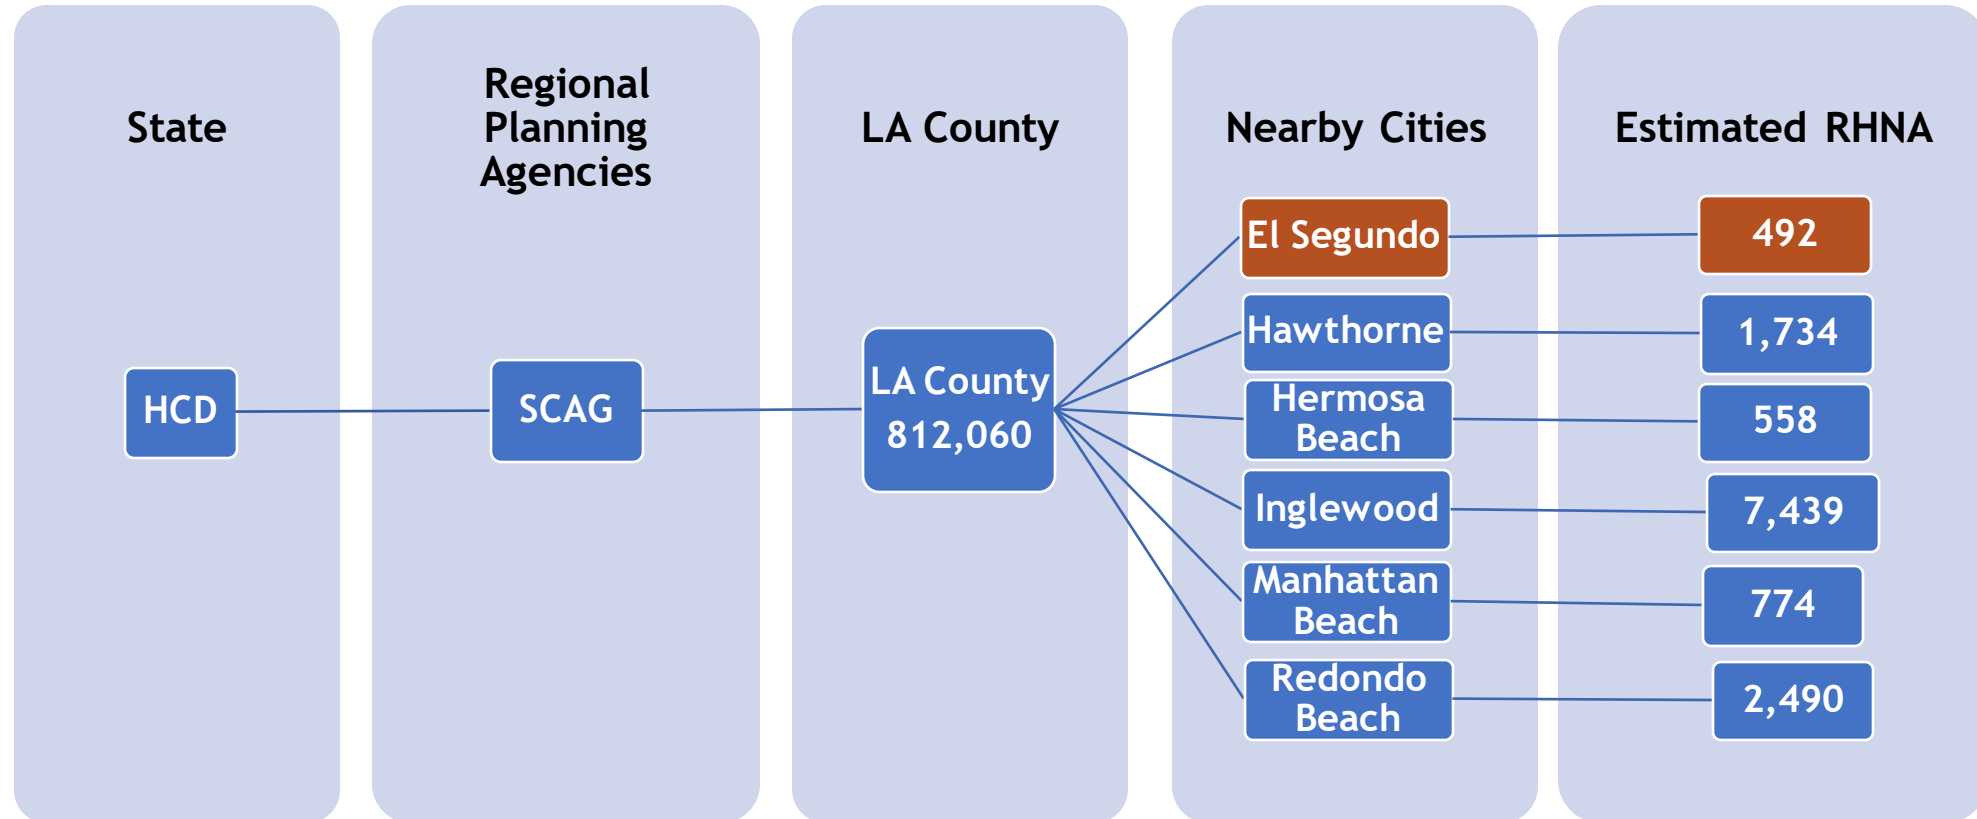 State
Regional
Planning
Agencies
LA County
Nearby Cities
Estimated RHNA
HCD
SCAG
LA County
812,060
El Segundo
492
Hawthorne
1,734
Hermosa
Beach
558
Inglewood
7,439
Manhattan
Beach
774
Redondo
Beach
2,490